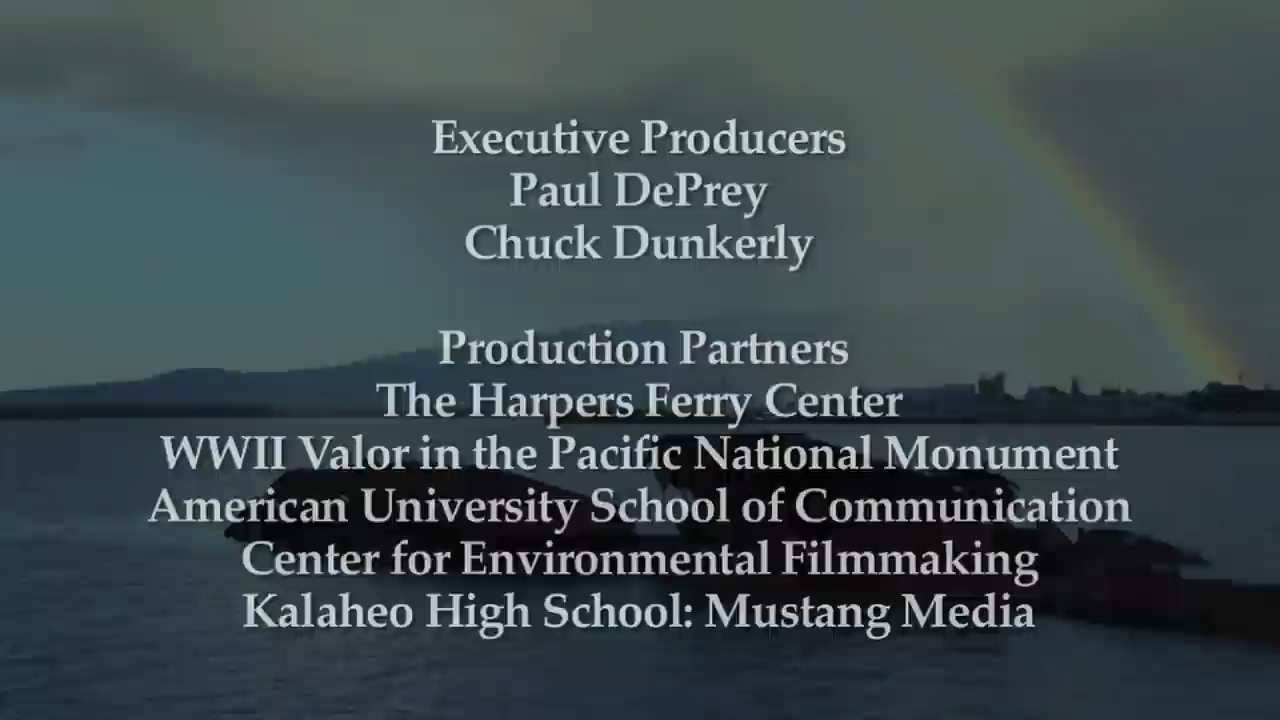 Executive Producers
Paul DePrey
Chuck Dunkerly
Production Partners
The Harpers Ferry Center
WWII Valor in the Pacific National Monument
American University School of Communication
Center for Environmental Filmmaking
Kalaheo High School: Mustang Media